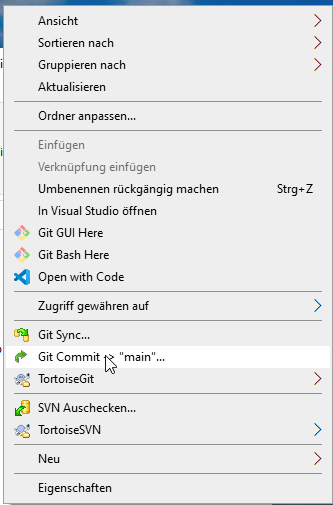 Ansicht
Sortieren nach
Gruppieren nach
Aktualisieren
Ordner anpassen...
Einfügen
Verknüpfung einfügen
Umbenennen rückgängig machen Strg+Z
In Visual Studio öffnen
Git GUI Here
Git Bash Here
Open with Code
Zugriff gewähren auf
Git Sync...
Git Commit -> "main"...
TortoiseGit
SVN Auschecken...
TortoiseSVN
Neu
Eigenschaften